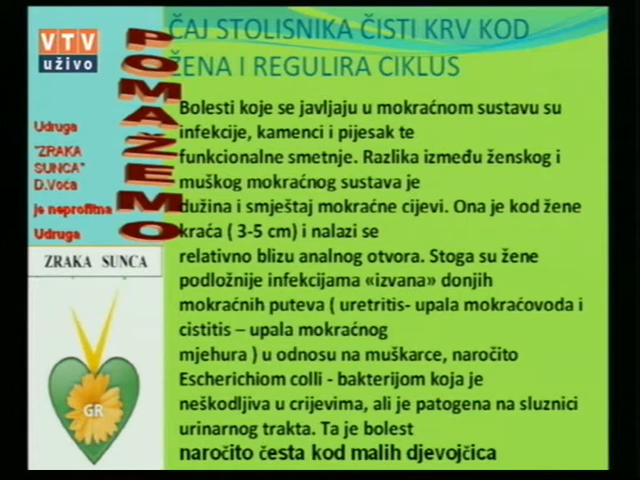 VTV
uživo
POMAŽEMO
Udruga
"ZRAKA
SUNCA"
D.Voća
je neprofitna
Udruga
ZRAKA SUNCA
GR
ČAJ STOLISNIKA ČISTI KRV KOD
ŽENA I REGULIRA CIKLUS
Bolesti koje se javljaju u mokraćnom sustavu su
infekcije, kamenci i pijesak te
funkcionalne smetnje. Razlika između ženskog i
muškog mokraćnog sustava je
dužina i smještaj mokraćne cijevi. Ona je kod žene
kraća ( 3-5 cm) i nalazi se
relativno blizu analnog otvora. Stoga su žene
podložnije infekcijama «izvana» donjih
mokraćnih puteva ( uretritis- upala mokraćovoda i
cistitis – upala mokraćnog
mjehura ) u odnosu na muškarce, naročito
Escherichiom colli - bakterijom koja je
neškodljiva u crijevima, ali je patogena na sluznici
urinarnog trakta. Ta je bolest
naročito česta kod malih djevojčica